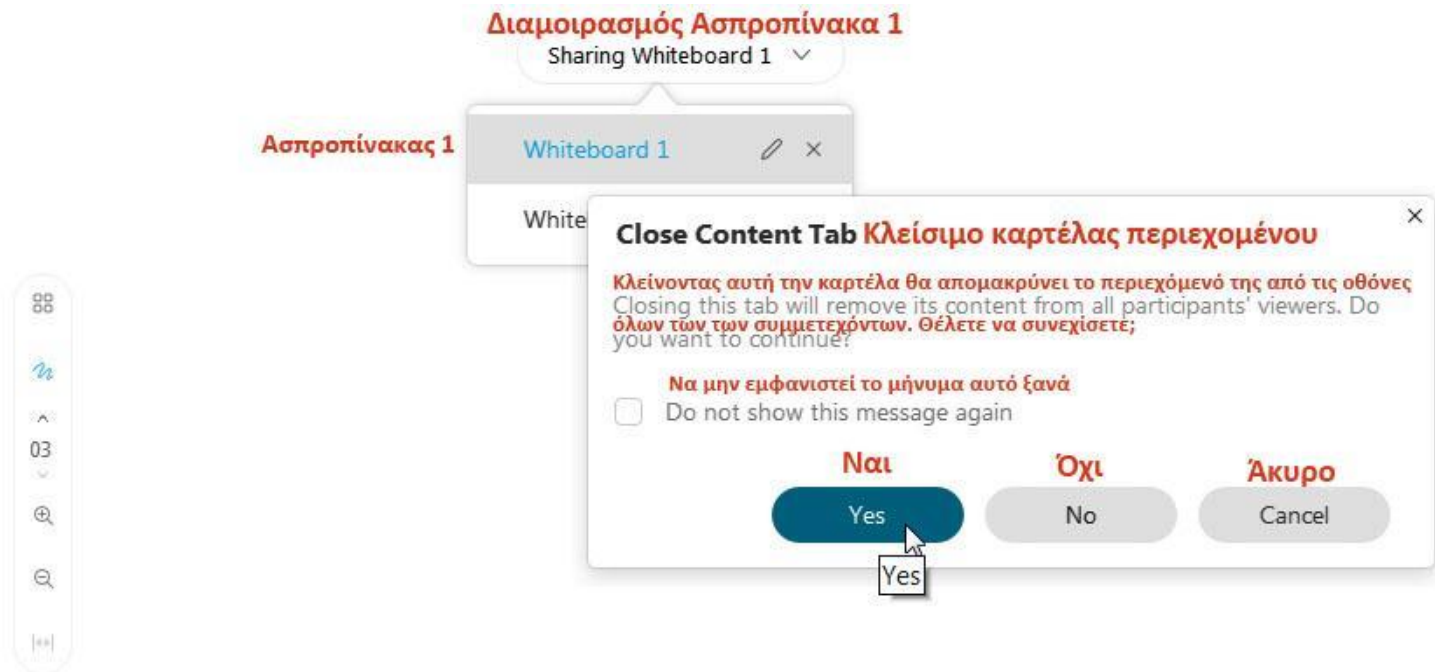 Διαμοιρασμός Ασπροπίνακα 1
Sharing Whiteboard 1
Ασπροπίνακας 1 Whiteboard 1
White
Close Content Tab Κλείσιμο καρτέλας περιεχομένου
Κλείνοντας αυτή την καρτέλα θα απομακρύνει το περιεχόμενό της από τις οθόνες
Closing this tab will remove its content from all participants' viewers. Do
όλων των των συμμετεχόντων. Θέλετε να συνεχίσετε;
you want to continue?
Να μην εμφανιστεί το μήνυμα αυτό ξανά
Do not show this message again
Ναι Όχι Άκυρο
Yes No Cancel
Yes
03